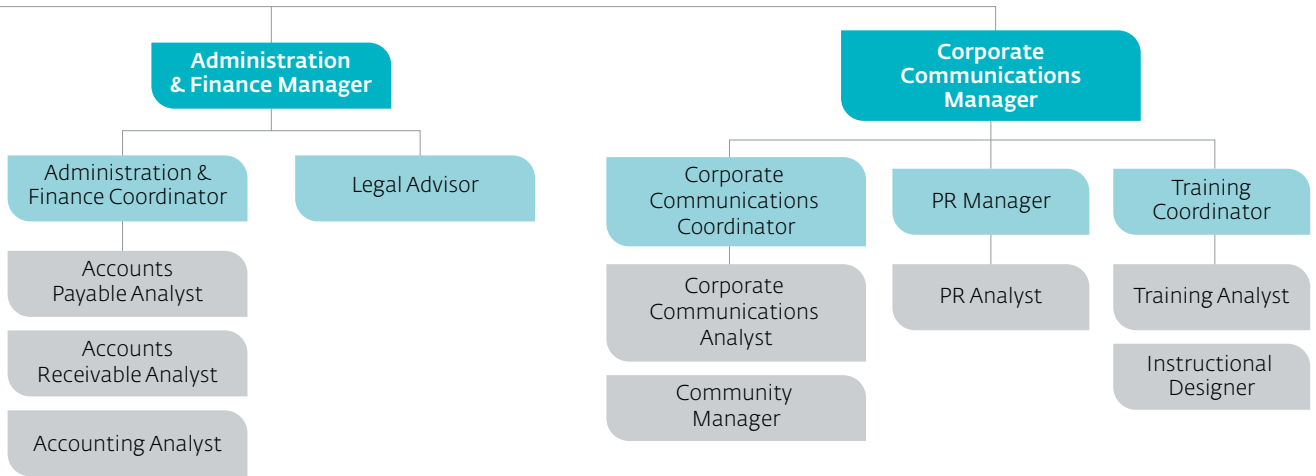 Administration
& Finance Manager
Corporate
Communications
Manager
Administration &
Finance Coordinator
Legal Advisor
Corporate
Communications
Coordinator
PR Manager
Training
Coordinator
Accounts
Payable Analyst
Corporate
Communications
Analyst
PR Analyst
Training Analyst
Accounts
Receivable Analyst
Community
Manager
Instructional
Designer
Accounting Analyst